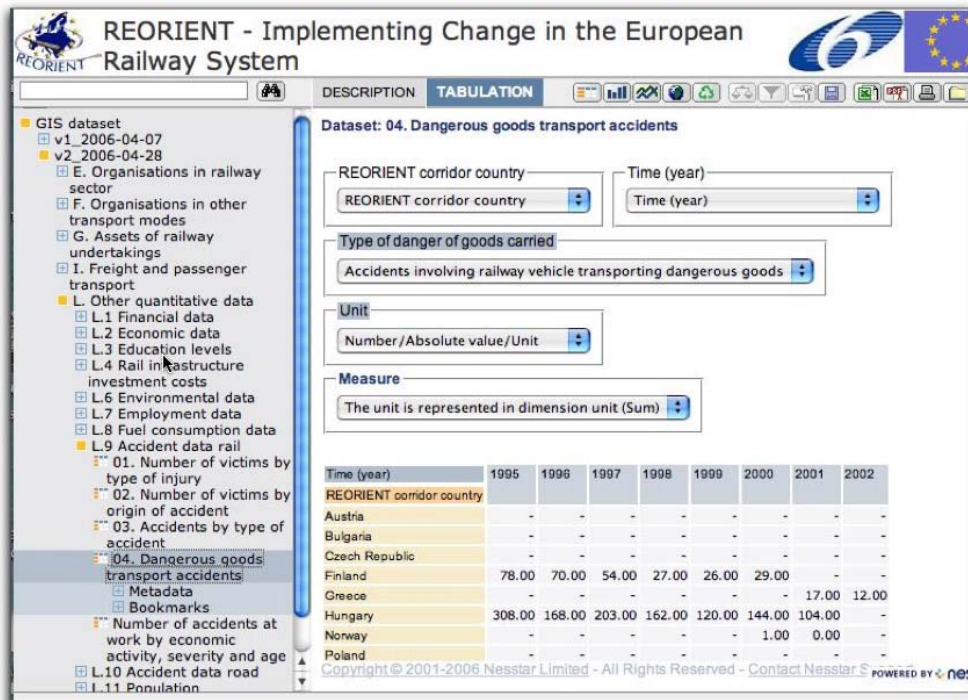 REORIENT - Implementing Change in the European
Railway System
REORIENT
6
DESCRIPTION TABULATION
GIS dataset
v1_2006-04-07
v2_2006-04-28
E. Organisations in railway
sector
F. Organisations in other
transport modes
G. Assets of railway
undertakings
I. Freight and passenger
transport
L. Other quantitative data
L.1 Financial data
L.2 Economic data
L.3 Education levels
L.4 Rail infrastructure
investment costs
L.6 Environmental data
L.7 Employment data
L.8 Fuel consumption data
L.9 Accident data rail
01. Number of victims by
type of injury
02. Number of victims by
origin of accident
03. Accidents by type of
accident
04. Dangerous goods
transport accidents
Metadata
Bookmarks
Number of accidents at
work by economic
activity, severity and age
L.10 Accident data road
L.11 Population
Dataset: 04. Dangerous goods transport accidents
REORIENT corridor country
REORIENT corridor country
Time (year)
Time (year)
Type of danger of goods carried
Accidents involving railway vehicle transporting dangerous goods
Unit
Number/Absolute value/Unit
Measure
The unit is represented in dimension unit (Sum)
Time (year) 1995 1996 1997 1998 1999 2000 2001 2002
REORIENT corridor country
Austria - - - - - - - -
Bulgaria - - - - - - - -
Czech Republic - - - - - - - -
Finland 78.00 70.00 54.00 27.00 26.00 29.00 - -
Greece - - - - - - 17.00 12.00
Hungary 308.00 168.00 203.00 162.00 120.00 144.00 104.00 -
Norway - - - - - 1.00 0.00 -
Poland - - - - - - - -
Copyright © 2001-2006 Nesstar Limited - All Rights Reserved - Contact Nesstar
POWERED BY nes